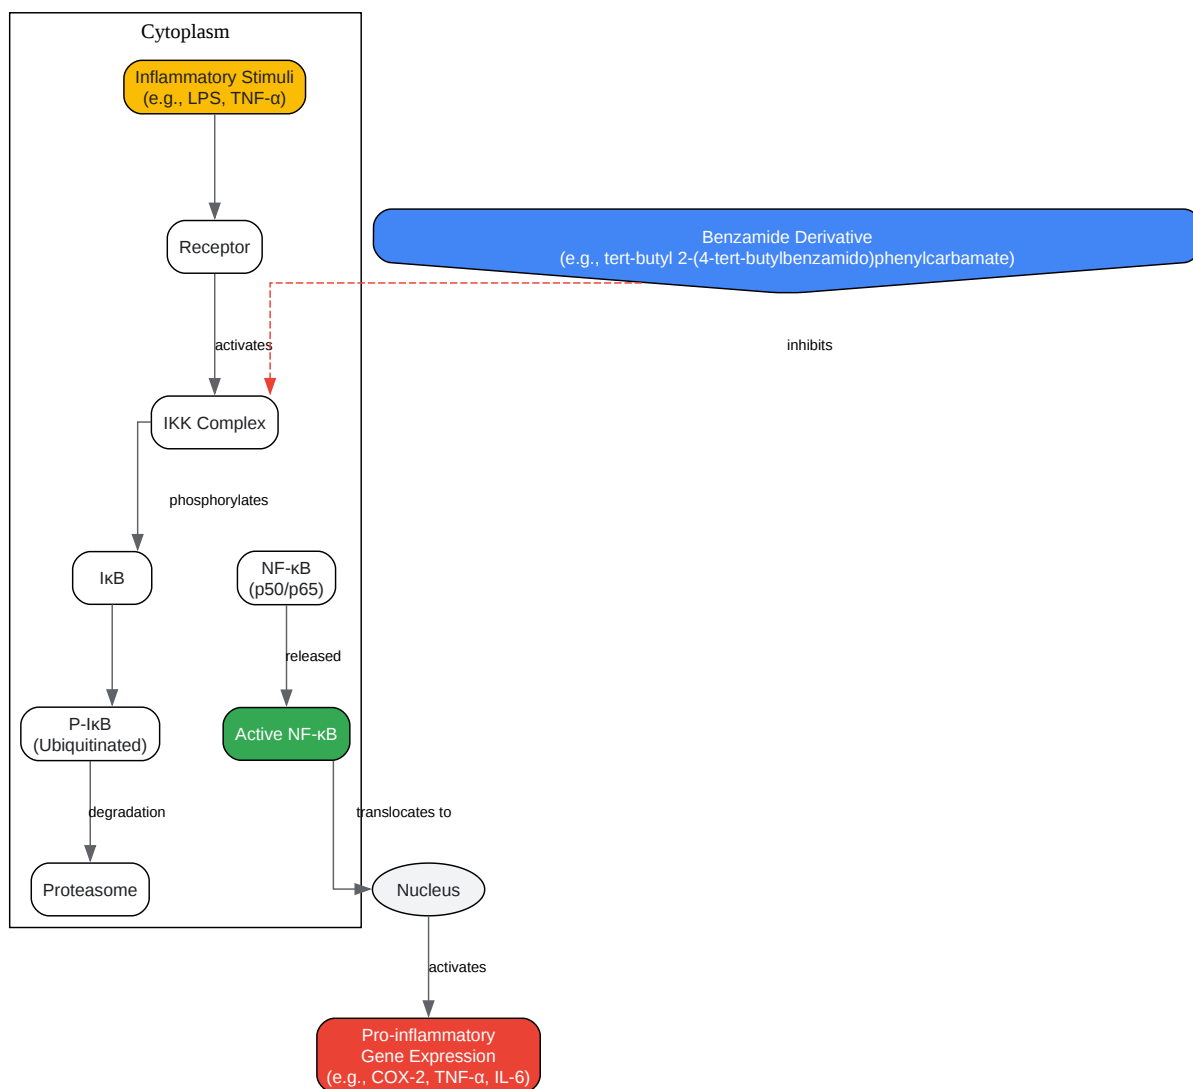 Cytoplasm
Inflammatory Stimuli
(e.g., LPS, TNF-α)
Receptor
Benzamide Derivative
(e.g., tert-butyl 2-(4-tert-butylbenzamido)phenylcarbamate)
activates
inhibits
IKK Complex
phosphorylates
IκB
NF-κB
(p50/p65)
released
P-IκB
(Ubiquitinated)
Active NF-κB
degradation
translocates to
Proteasome
Nucleus
activates
Pro-inflammatory
Gene Expression
(e.g., COX-2, TNF-α, IL-6)